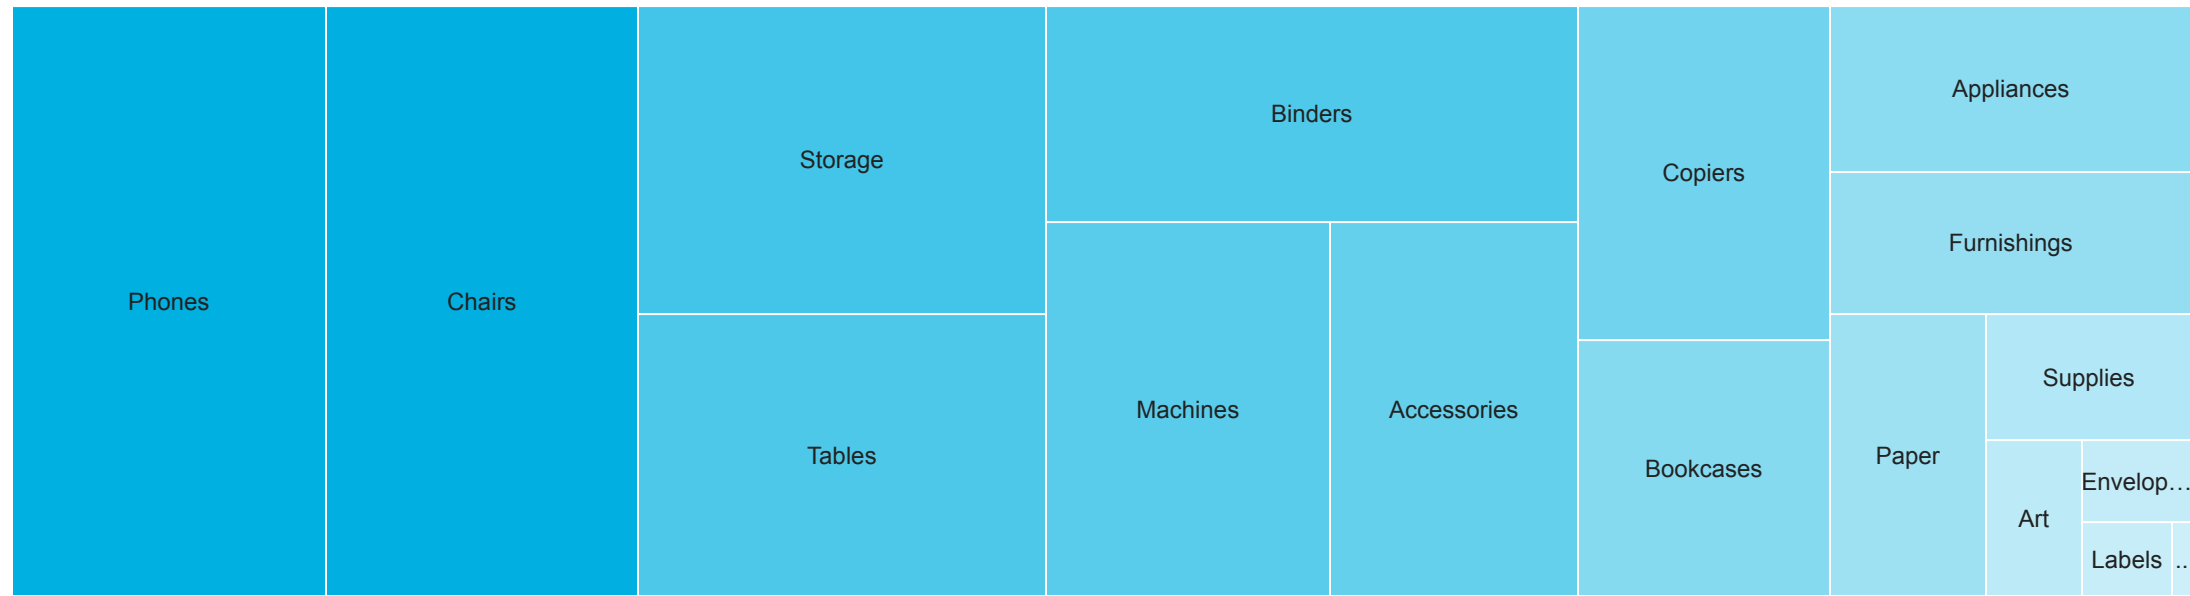 Phones
Chairs
Storage
Tables
Binders
Machines
Accessories
Copiers
Bookcases
Appliances
Furnishings
Paper
Supplies
Art
Envelop…
Labels
..